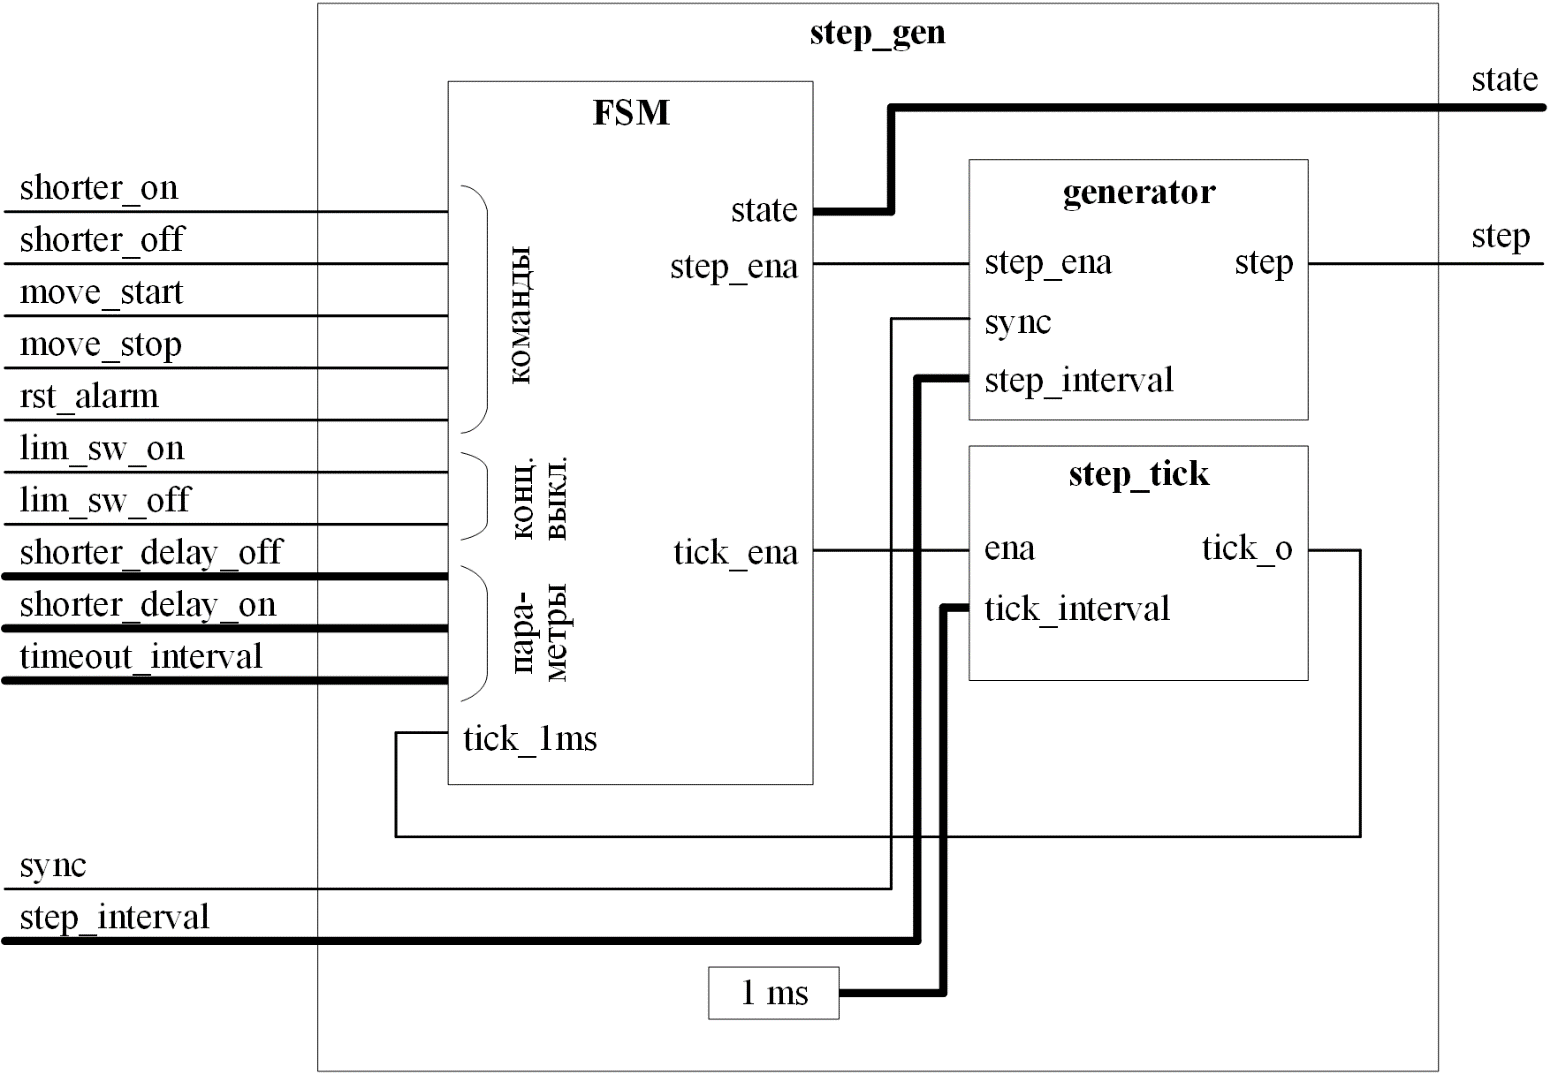 step_gen
state
FSM
shorter_on
shorter_off
move_start
move_stop
rst_alarm
lim_sw_on
lim_sw_off
shorter_delay_off
shorter_delay_on
timeout_interval
команды
конц.
выкл.
пара-
метры
state
step_ena
tick_ena
tick_1ms
generator
step_ena
step
sync
step_interval
step
step_tick
ena
tick_o
tick_interval
sync
step_interval
1 ms